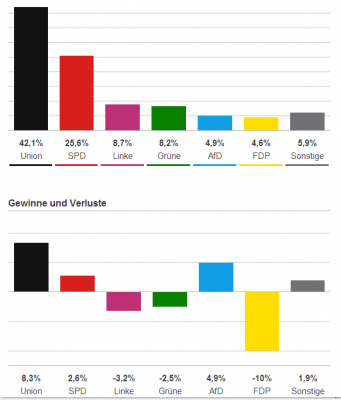 42,1% 25,6% 8,7% 8,2% 4,9% 4,6% 5,9%
Union SPD Linke Grüne AfD FDP Sonstige
Gewinne und Verluste
8,3% 2,6% -3,2% -2,5% 4,9% -10% 1,9%
Union SPD Linke Grüne AfD FDP Sonstige